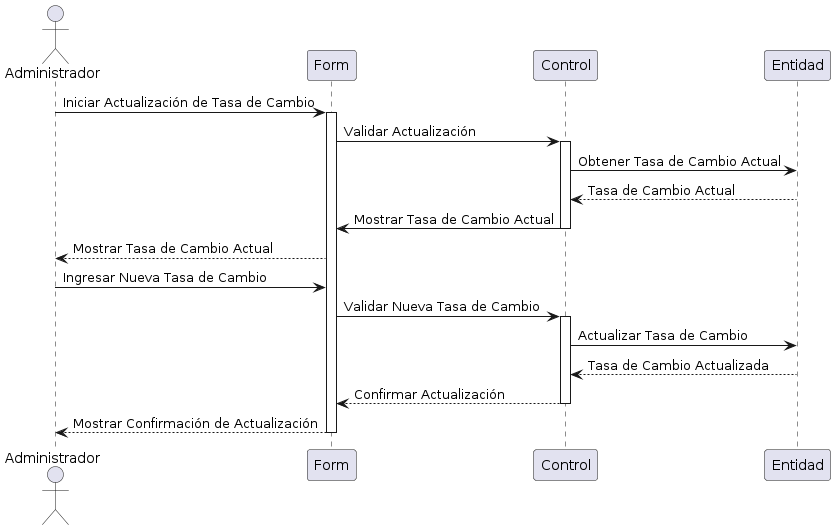 Administrador
Form
Control
Entidad
Iniciar Actualización de Tasa de Cambio
Validar Actualización
Obtener Tasa de Cambio Actual
Tasa de Cambio Actual
Mostrar Tasa de Cambio Actual
Mostrar Tasa de Cambio Actual
Ingresar Nueva Tasa de Cambio
Validar Nueva Tasa de Cambio
Actualizar Tasa de Cambio
Tasa de Cambio Actualizada
Confirmar Actualización
Mostrar Confirmación de Actualización
Administrador
Form
Control
Entidad